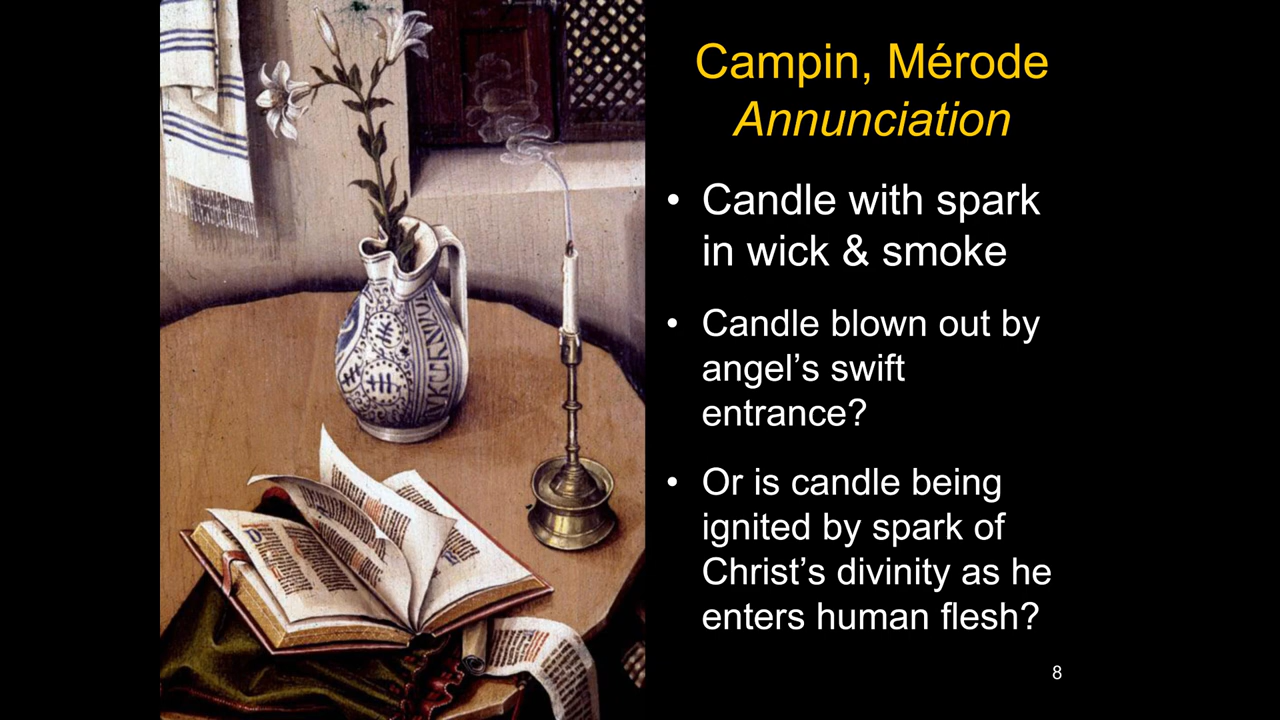 Campin, Mérode
Annunciation
• Candle with spark
in wick & smoke
• Candle blown out by
angel’s swift
entrance?
• Or is candle being
ignited by spark of
Christ’s divinity as he
enters human flesh?
8